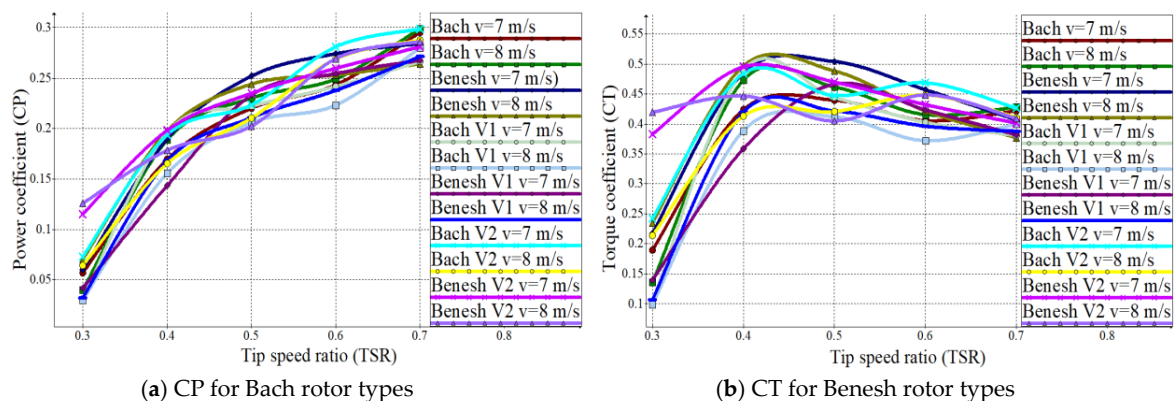 0.3
0.25
0.2
0.15
0.1
0.05
Power coefficient (CP)
0.3 0.4 0.5 0.6 0.7 0.8
Tip speed ratio (TSR)
Bach v=7 m/s
Bach v=8 m/s
Benesh v=7 m/s)
Benesh v=8 m/s
Bach V1 v=7 m/s
Bach V1 v=8 m/s
Benesh V1 v=7 m/s
Benesh V1 v=8 m/s
Bach V2 v=7 m/s
Bach V2 v=8 m/s
Benesh V2 v=7 m/s
Benesh V2 v=8 m/s
(a) CP for Bach rotor types
0.55
0.5
0.45
0.4
0.35
0.3
0.25
0.2
0.15
0.1
Torque coefficient (CT)
0.3 0.4 0.5 0.6 0.7 0.8
Tip speed ratio (TSR)
Bach v=7 m/s
Bach v=8 m/s
Benesh v=7 m/s
Benesh v=8 m/s
Bach V1 v=7 m/s
Bach V1 v=8 m/s
Benesh V1 v=7 m/s
Benesh V1 v=8 m/s
Bach V2 v=7 m/s
Bach V2 v=8 m/s
Benesh V2 v=7 m/s
Benesh V2 v=8 m/s
(b) CT for Benesh rotor types